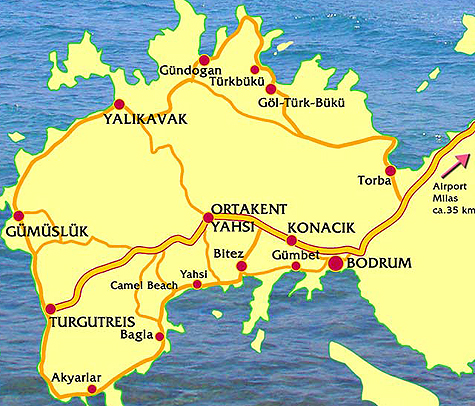 Gündogan
Türkbükü
Göl-Türk-Bükü
YALIKAVAK
Torba
Airport
Milas
ca.35 km
ORTAKENT
YAHSI
GÜMÜSLÜK
KONACIK
Bitez
Gümbet
BODRUM
Yahsi
Camel Beach
TURGUTREIS
Bagla
Akyarlar